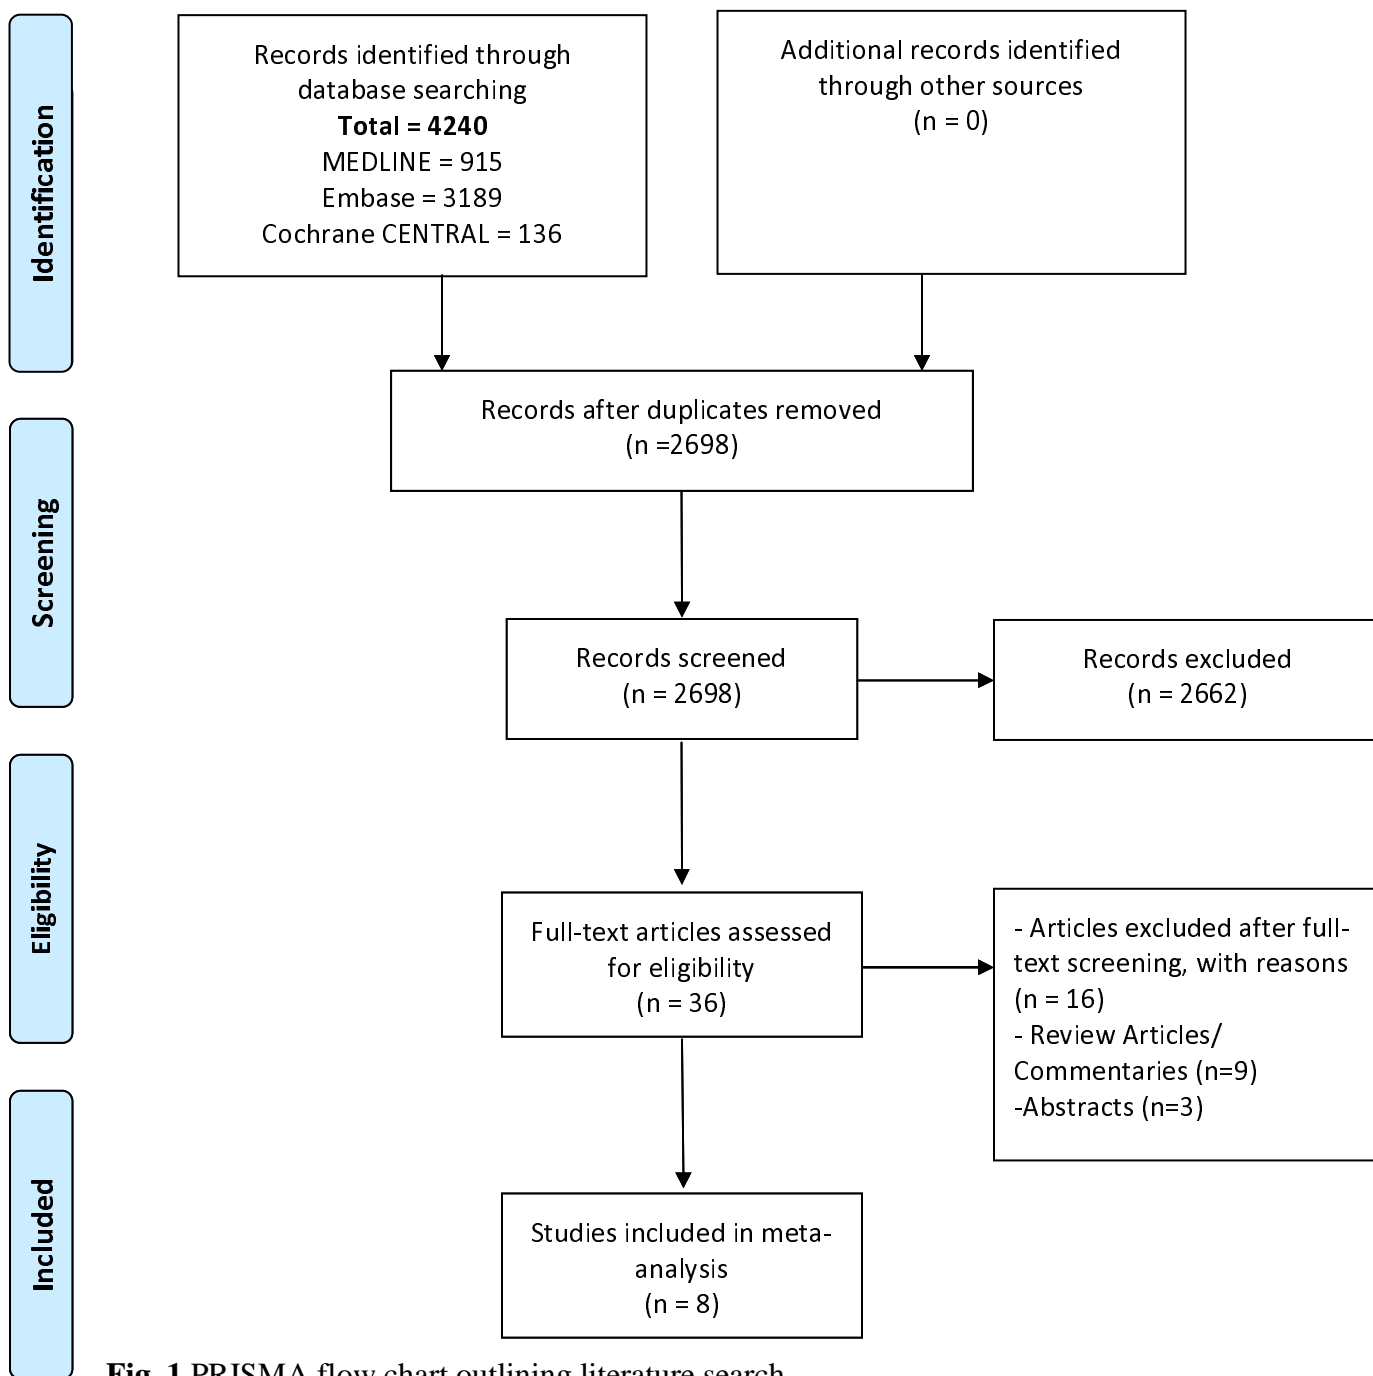 Identification
Records identified through
database searching
Total = 4240
MEDLINE = 915
Embase = 3189
Cochrane CENTRAL = 136
Additional records identified
through other sources
(n = 0)
Records after duplicates removed
(n =2698)
Screening
Records screened
(n = 2698)
Records excluded
(n = 2662)
Eligibility
Full-text articles assessed
for eligibility
(n = 36)
- Articles excluded after full-
text screening, with reasons
(n = 16)
- Review Articles/
Commentaries (n=9)
-Abstracts (n=3)
Included
Studies included in meta-
analysis
(n = 8)
Fig. 1 PRISMA flow chart outlining literature search